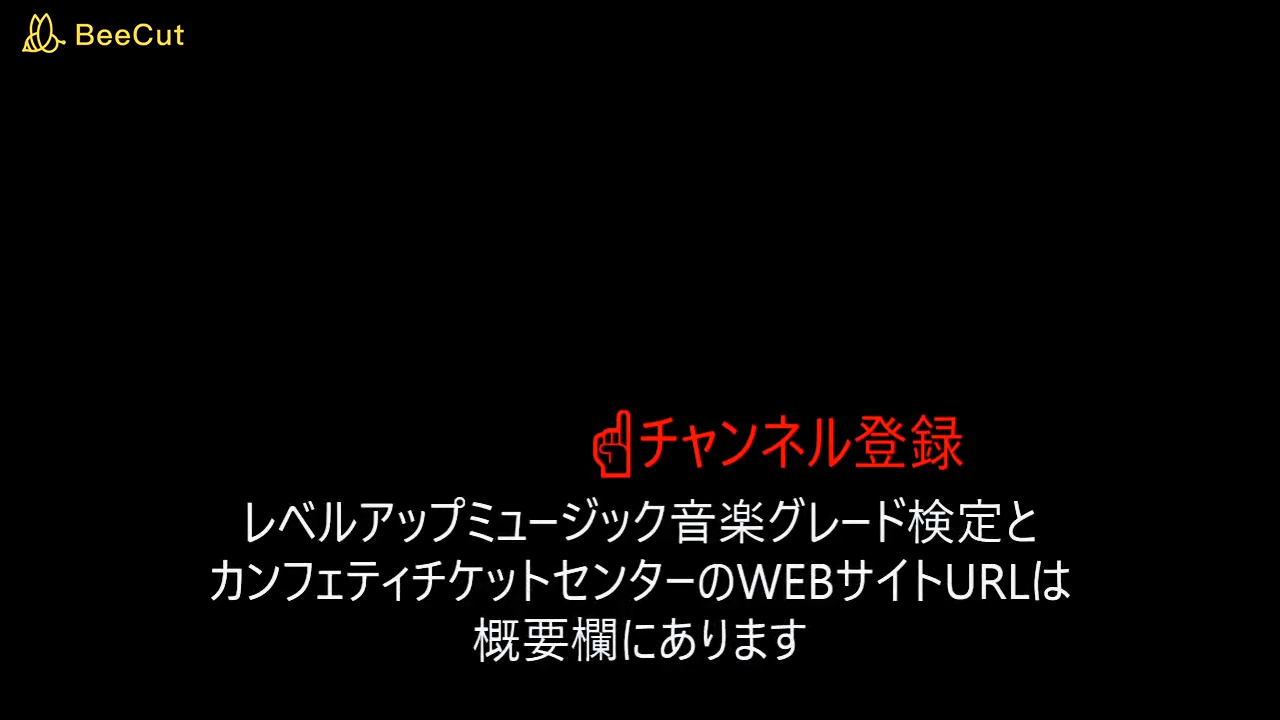 BeeCut
☝チャンネル登録
レベルアップミュージック音楽グレード検定と
カンフェティチケットセンターのWEBサイトURLは
概要欄にあります